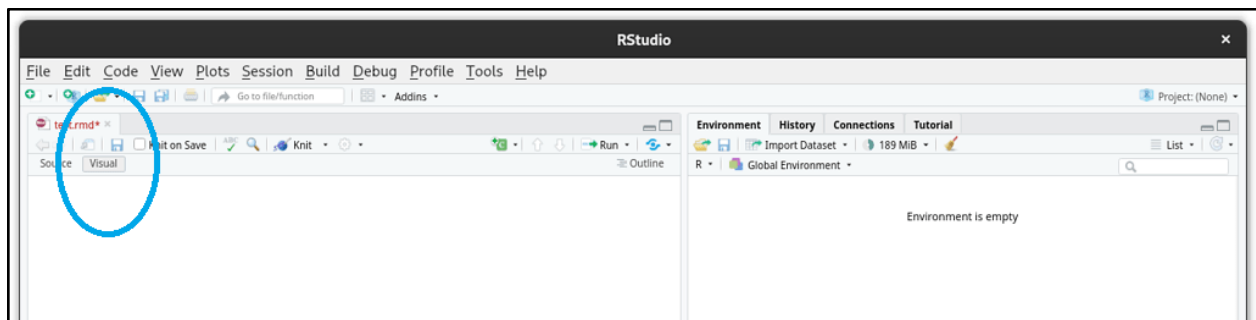 RStudio
File Edit Code View Plots Session Build Debug Profile Tools Help
Go to file/function Addins Project: (None)
test.rmd*
Knit on Save Knit Run
Source Visual Outline
Environment History Connections Tutorial
Import Dataset 189 MiB List
R Global Environment
Environment is empty